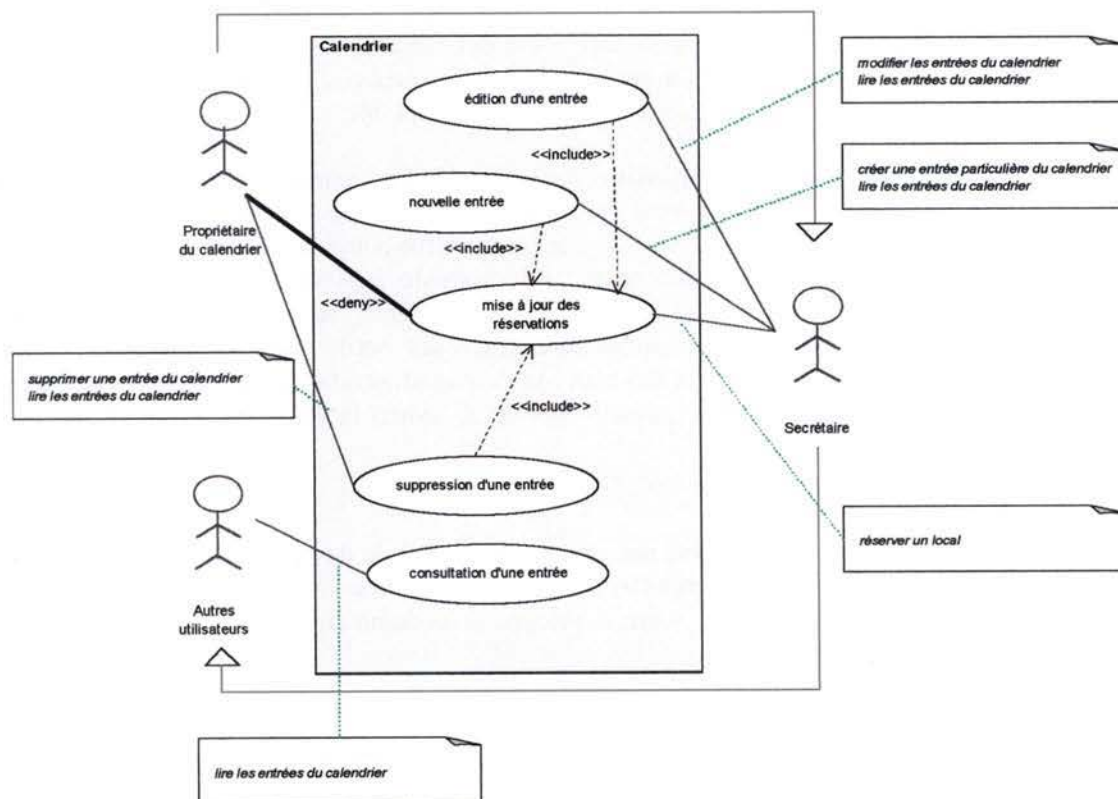 Calendrier
modifier les entrées du calendrier
lire les entrées du calendrier
édition d'une entrée
<<include>>
créer une entrée particulière du calendrier
lire les entrées du calendrier
nouvelle entrée
Propriétaire
du calendrier
<<include>>
<<deny>>
mise à jour des
réservations
supprimer une entrée du calendrier
lire les entrées du calendrier
<<include>>
Secrétaire
suppression d'une entrée
réserver un local
consultation d'une entrée
Autres
utilisateurs
lire les entrées du calendrier